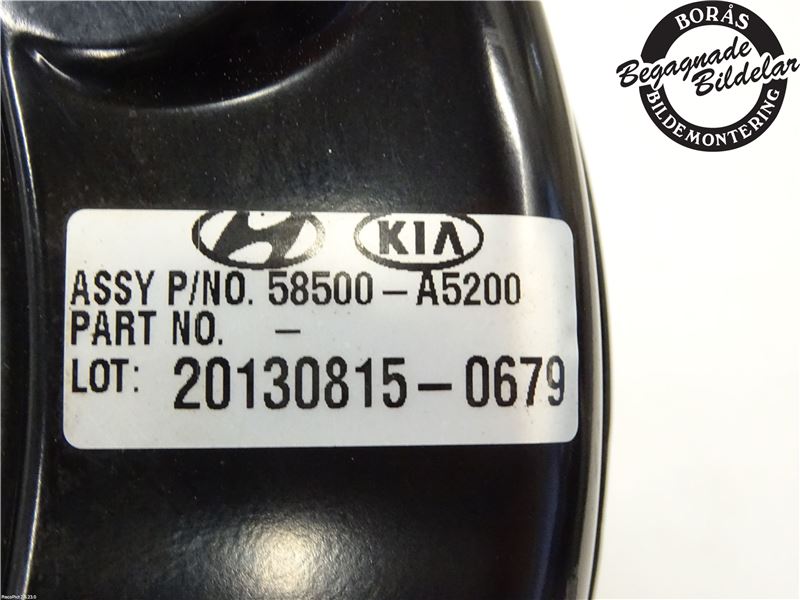 BORÅS
Begagnade
Bildelar
BILDEMONTERING
KIA
ASSY P/NO. 58500-A5200
PART NO. -
LOT: 20130815-0679